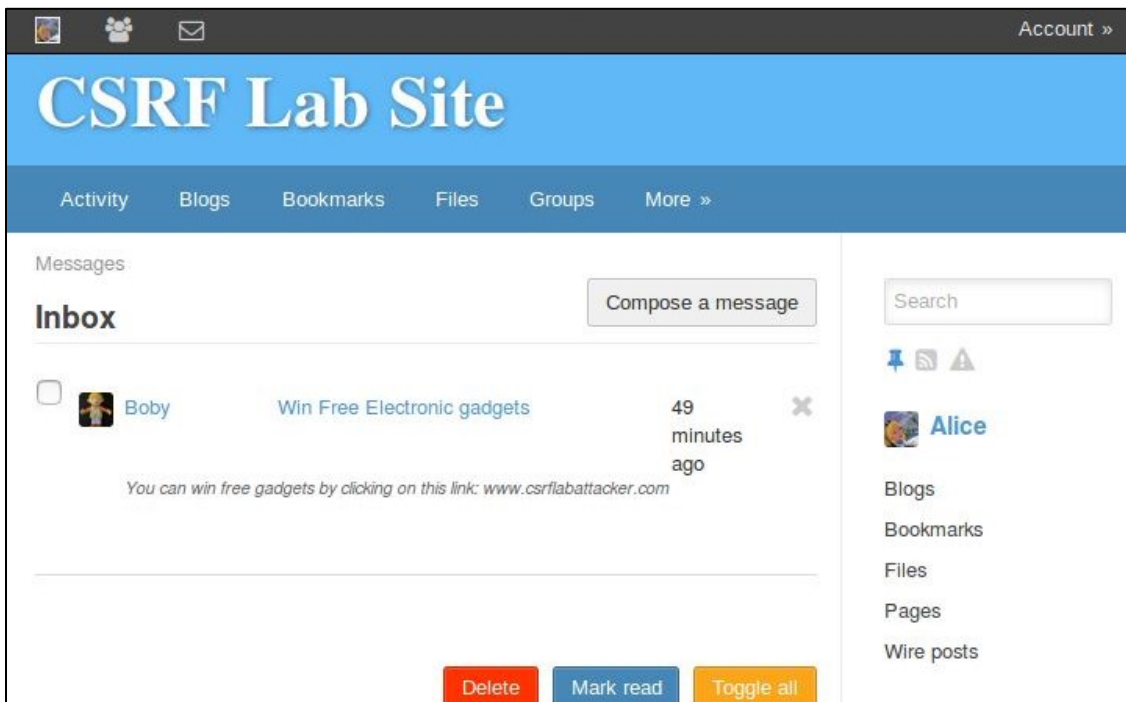 Account »
CSRF Lab Site
Activity Blogs Bookmarks Files Groups More »
Messages
Inbox
Compose a message
Boby Win Free Electronic gadgets 49
minutes
ago
You can win free gadgets by clicking on this link: www.csrflabattacker.com
Delete Mark read Toggle all
Search
Alice
Blogs
Bookmarks
Files
Pages
Wire posts